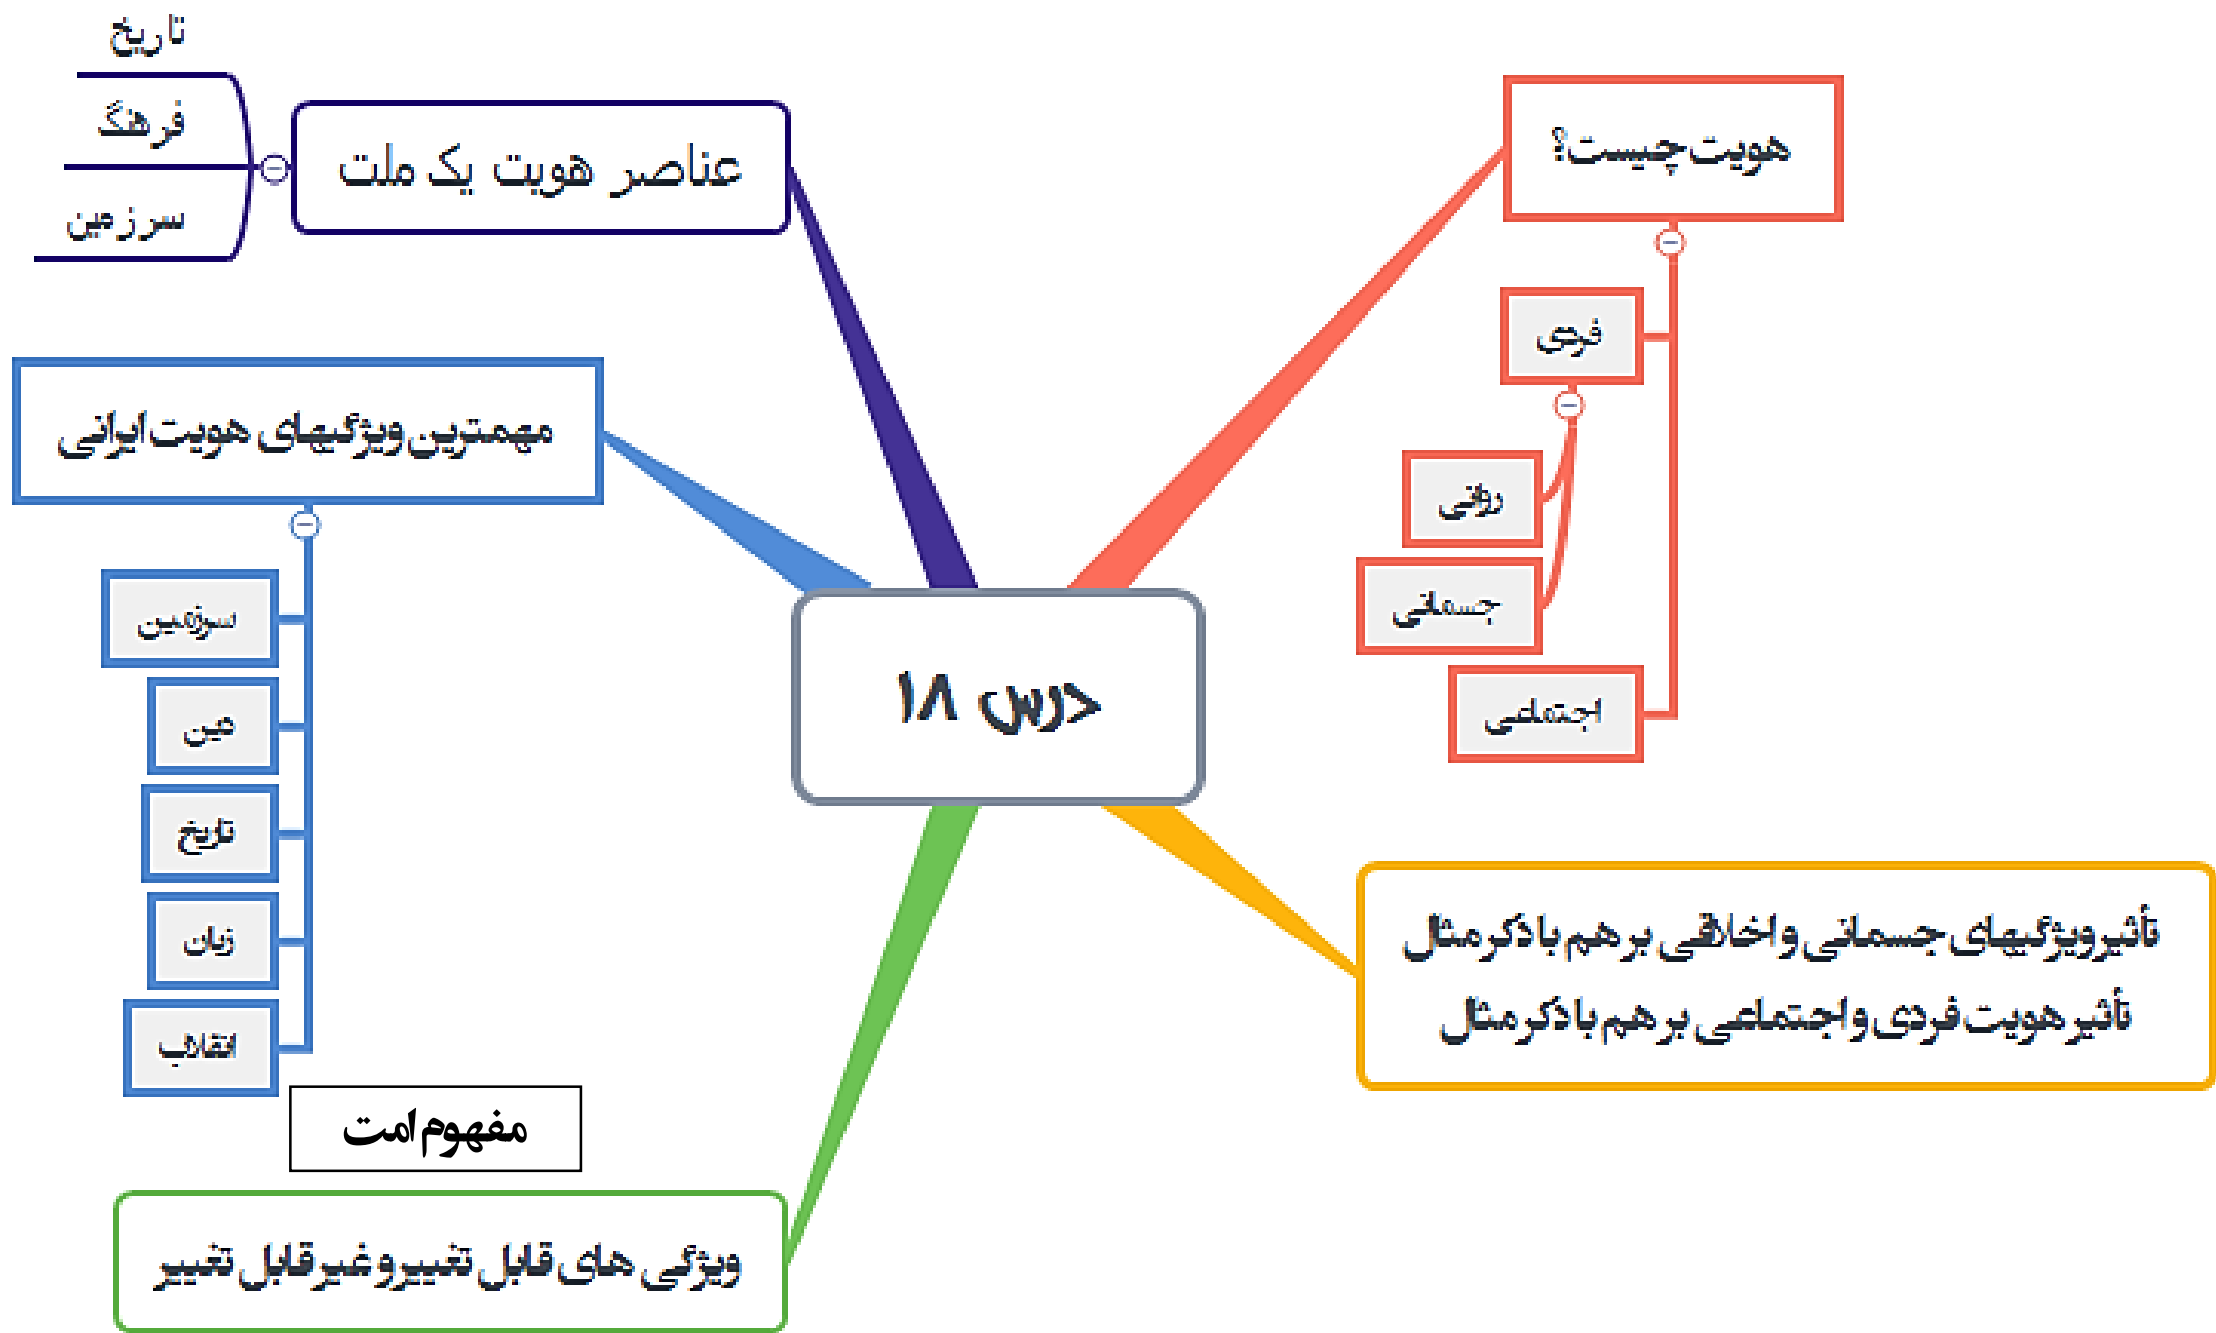 درس ۱۸
هویت چیست؟
فردی
روانی
جسمانی
اجتماعی
تأثیر ویژگیهای جسمانی و اخلاقی بر هم با ذکر مثال
تأثیر هویت فردی و اجتماعی بر هم با ذکر مثال
عناصر هویت یک ملت
تاریخ
فرهنگ
سرزمین
مهمترین ویژگیهای هویت ایرانی
سرزمین
دین
تاریخ
زبان
انقلاب
مفهوم امت
ویژگی های قابل تغییر و غیر قابل تغییر